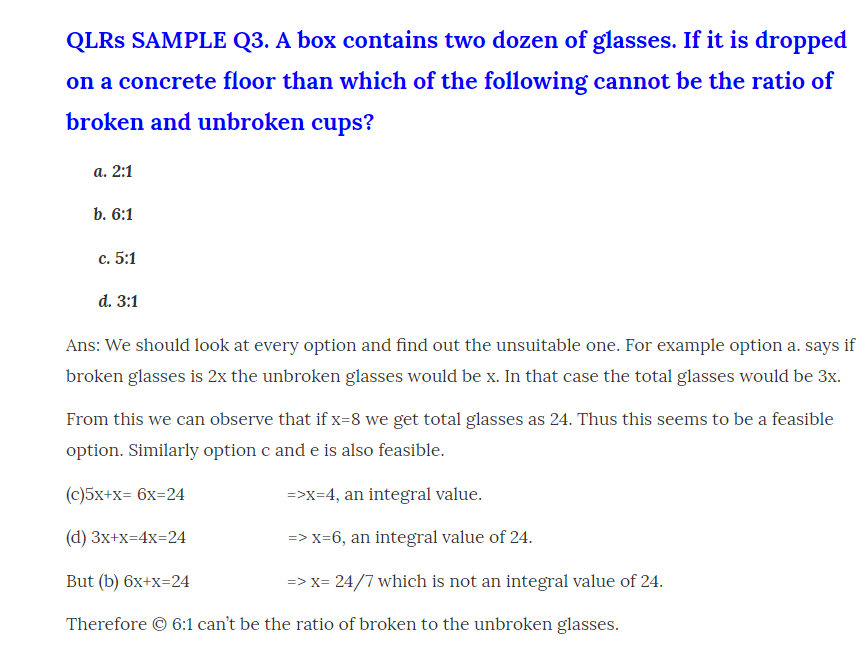 QLRs SAMPLE Q3. A box contains two dozen of glasses. If it is dropped
on a concrete floor than which of the following cannot be the ratio of
broken and unbroken cups?
a. 2:1
b. 6:1
c. 5:1
d. 3:1
Ans: We should look at every option and find out the unsuitable one. For example option a. says if
broken glasses is 2x the unbroken glasses would be x. In that case the total glasses would be 3x.
From this we can observe that if x=8 we get total glasses as 24. Thus this seems to be a feasible
option. Similarly option c and e is also feasible.
(c)5x+x= 6x=24 =>x=4, an integral value.
(d) 3x+x=4x=24 => x=6, an integral value of 24.
But (b) 6x+x=24 => x= 24/7 which is not an integral value of 24.
Therefore © 6:1 can’t be the ratio of broken to the unbroken glasses.